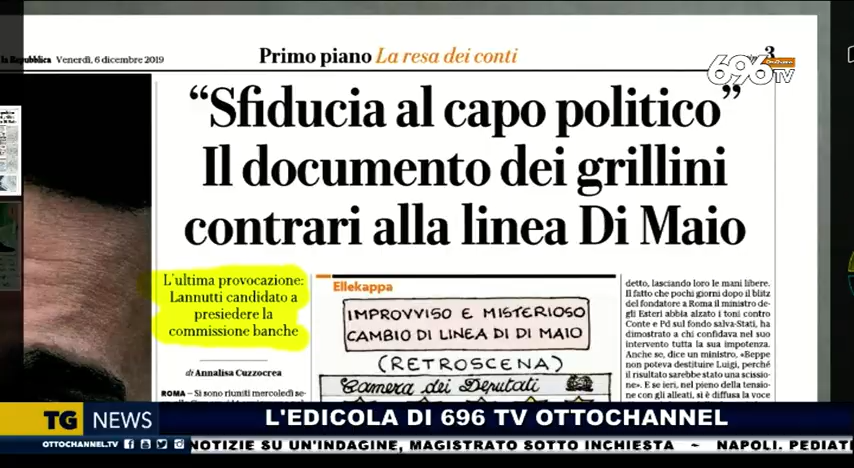 la Repubblica Venerdì, 6 dicembre 2019
Primo piano La resa dei conti
3
696 TV
“Sfiducia al capo politico”
Il documento dei grillini
contrari alla linea Di Maio
L'ultima provocazione:
Lannutti candidato a
presiedere la
commissione banche
di Annalisa Cuzzocrea
ROMA – Si sono riuniti mercoledì se-
Ellekappa
IMPROVVISO E MISTERIOSO
CAMBIO DI LINEA DI DI MAIO
(RETROSCENA)
Camera dei Deputati
detto, lasciando loro le mani libere.
Il fatto che pochi giorni dopo il blitz
del fondatore a Roma il ministro de-
gli Esteri abbia alzato i toni contro
Conte e Pd sul fondo salva-Stati, ha
dimostrato a chi confidava nel suo
intervento tutta la sua impotenza.
Anche se, dice un ministro, «Beppe
non poteva destituire Luigi, perché
il risultato sarebbe stato una scissio-
ne». E se ieri, nel pieno della tensio-
ne con gli alleati, si è diffusa la voce
TG NEWS
L'EDICOLA DI 696 TV OTTOCHANNEL
OTTOCHANNEL.TV
NOTIZIE SU UN'INDAGINE, MAGISTRATO SOTTO INCHIESTA ~ NAPOLI. PEDIAT